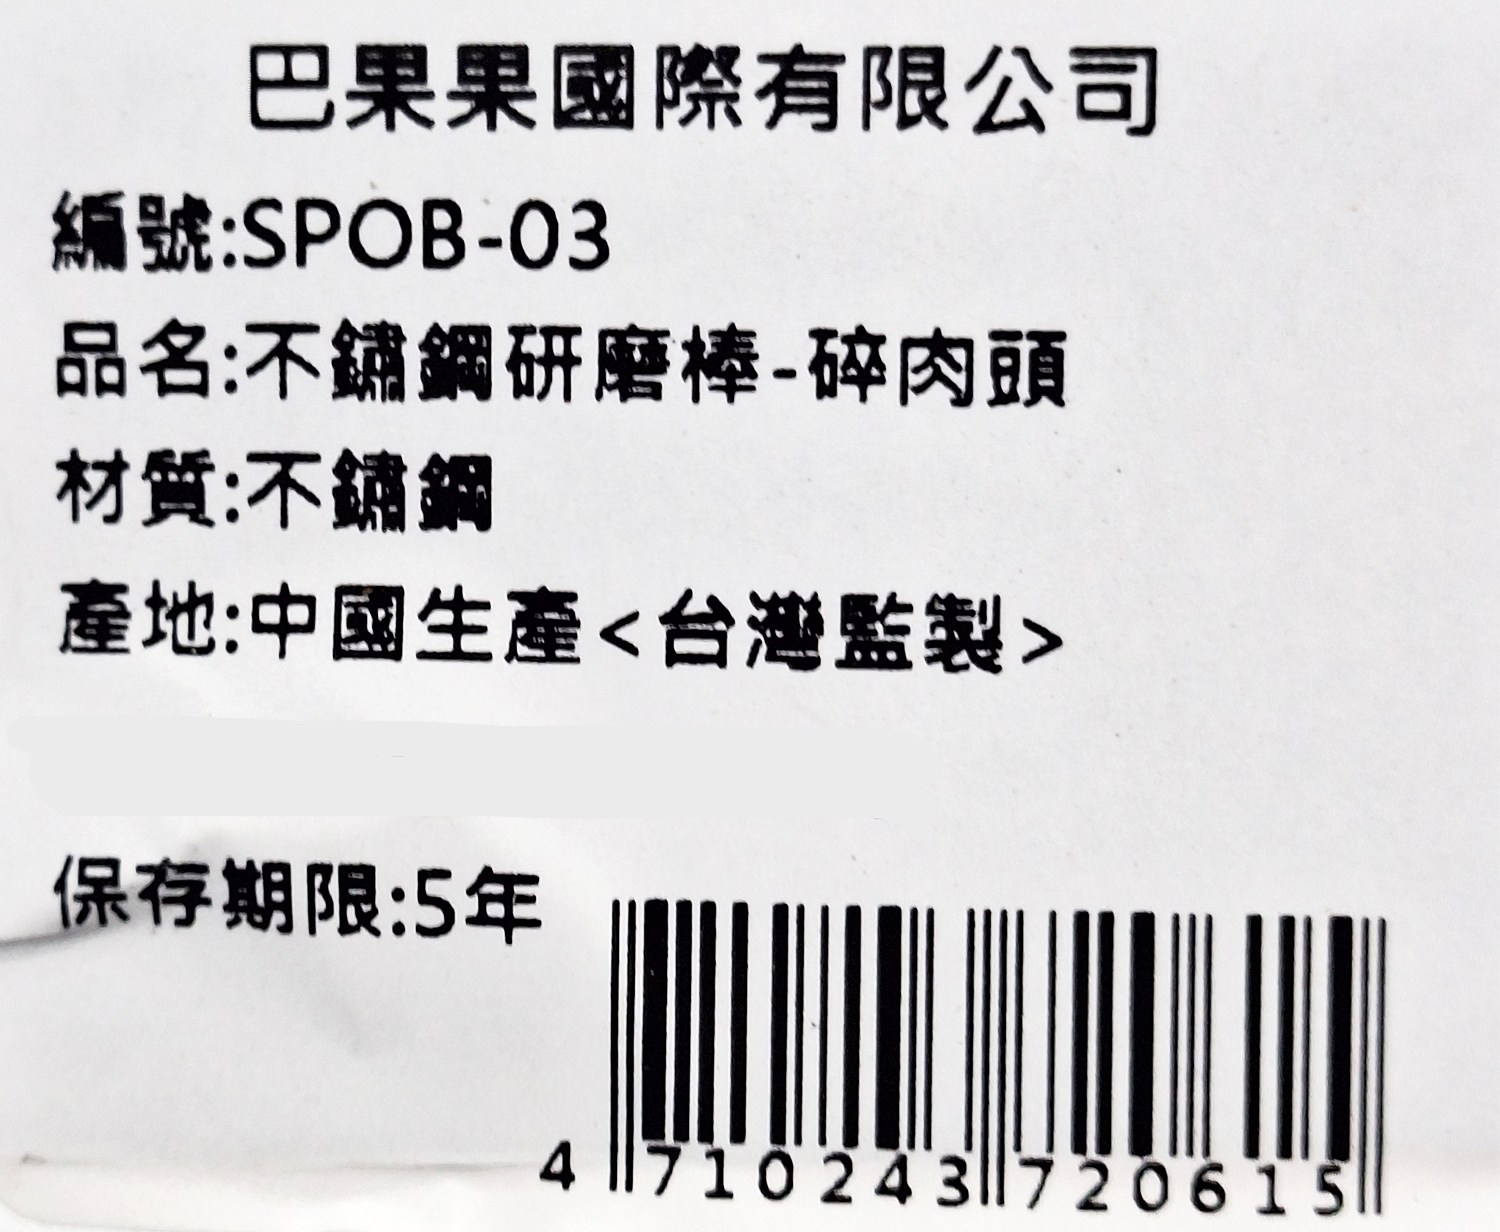 巴果果國際有限公司
編號:SPOB-03
品名:不鏽鋼研磨棒-碎肉頭
材質:不鏽鋼
產地:中國生產<台灣監製>
保存期限:5年
4 710243 720615